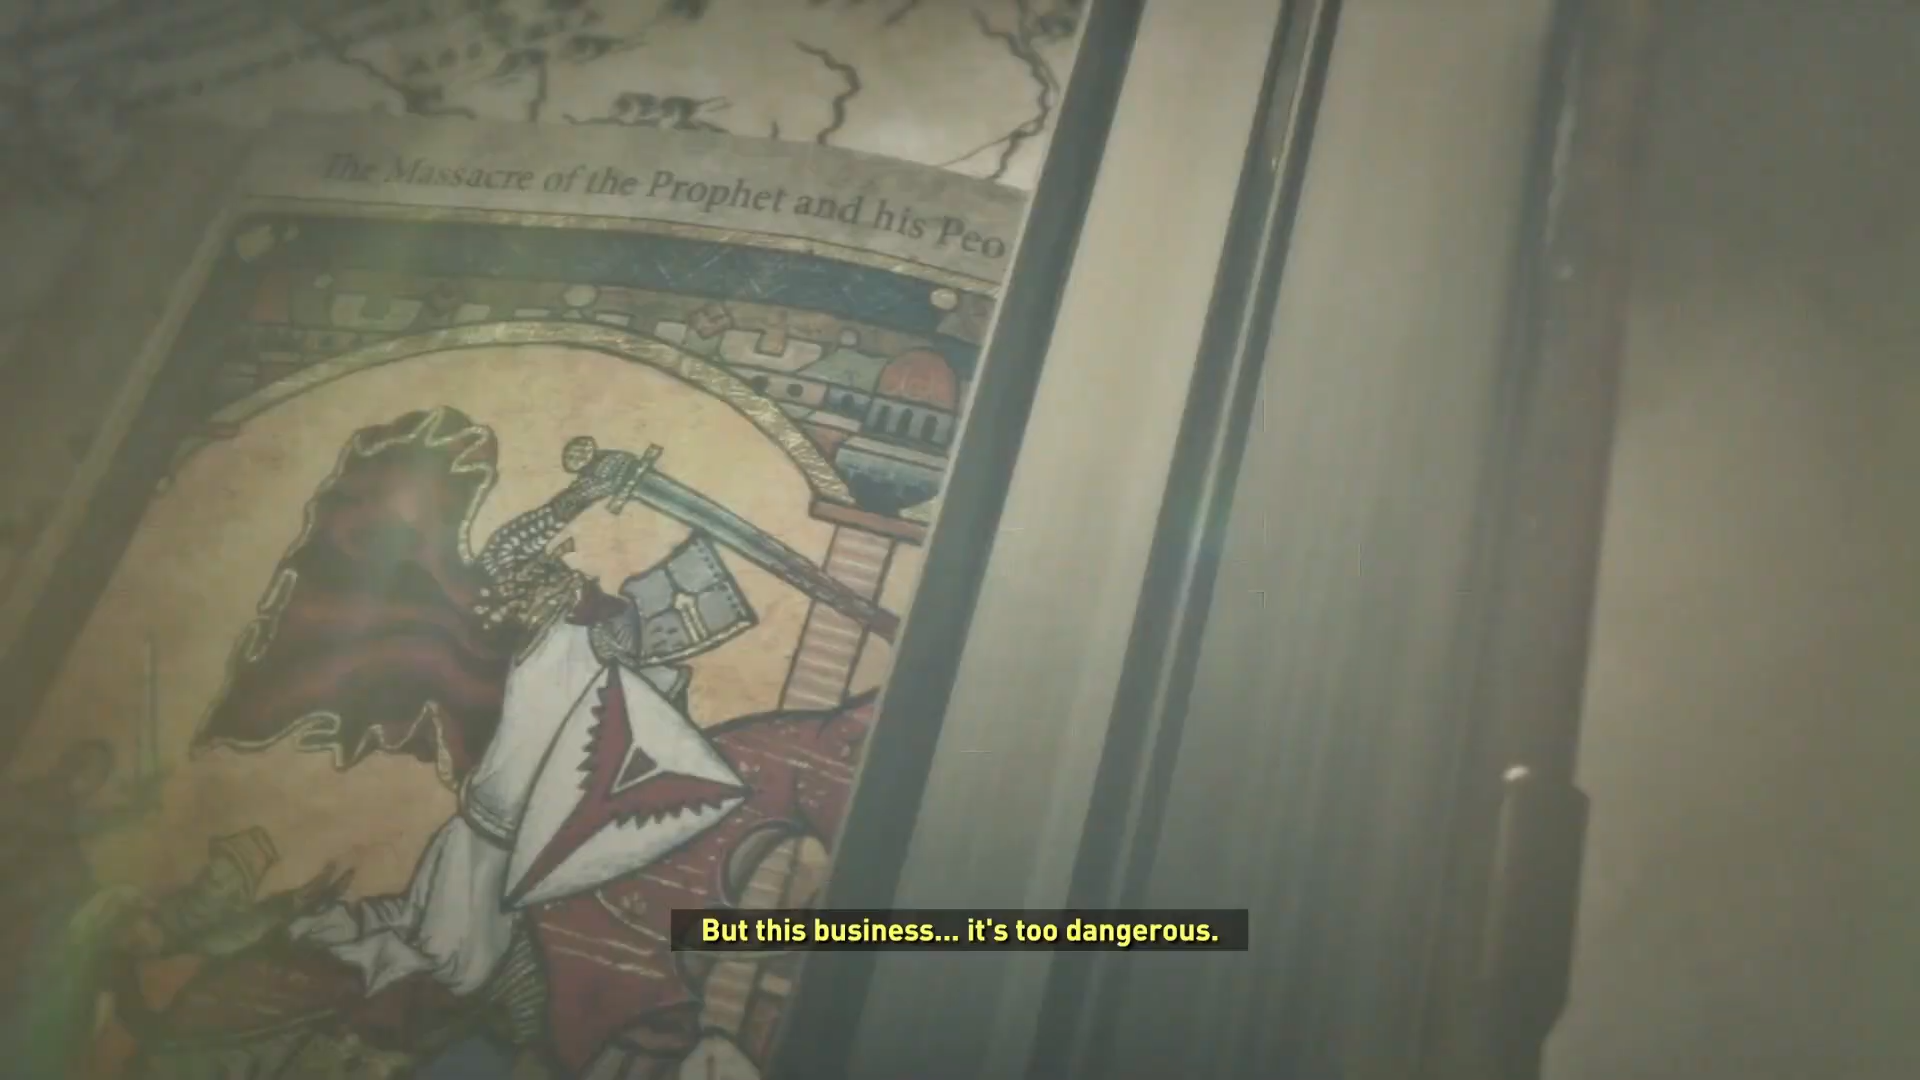 The Massacre of the Prophet and his Peo
But this business... it's too dangerous.